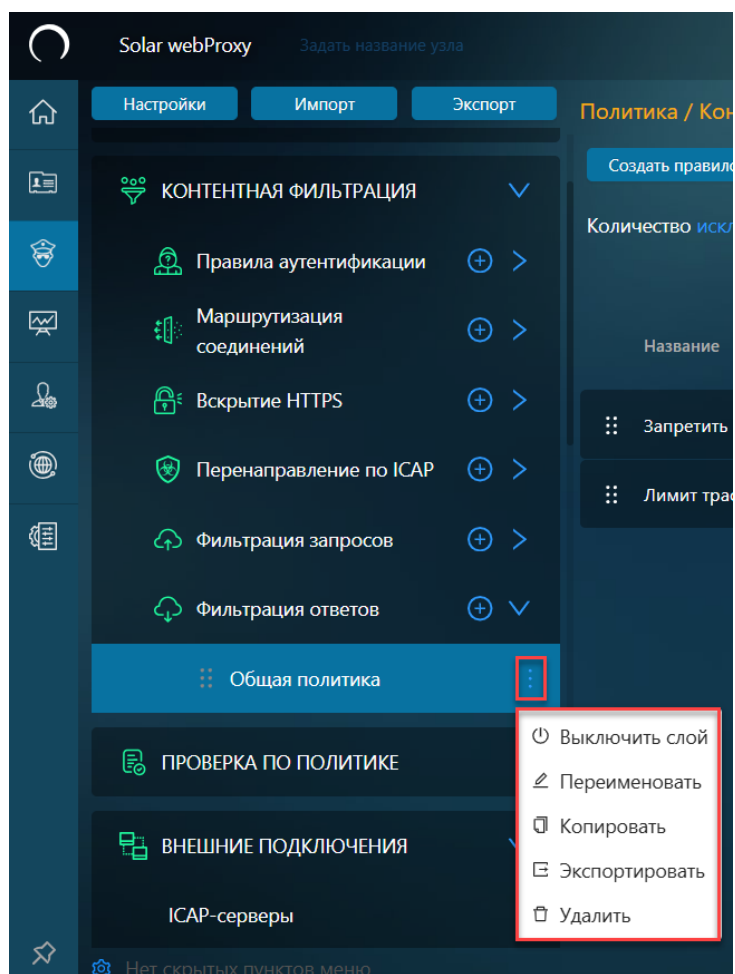 Solar webProxy Задать название узла
Настройки Импорт Экспорт
Политика / Кон
Создать правило
КОНТЕНТНАЯ ФИЛЬТРАЦИЯ
Количество искл
Правила аутентификации
Маршрутизация
соединений
Название
Вскрытие HTTPS
Запретить
Перенаправление по ICAP
Лимит тра
Фильтрация запросов
Фильтрация ответов
Общая политика
Выключить слой
ПРОВЕРКА ПО ПОЛИТИКЕ
Переименовать
Копировать
ВНЕШНИЕ ПОДКЛЮЧЕНИЯ
Экспортировать
ICAP-серверы
Удалить
Нет скрытых пунктов меню